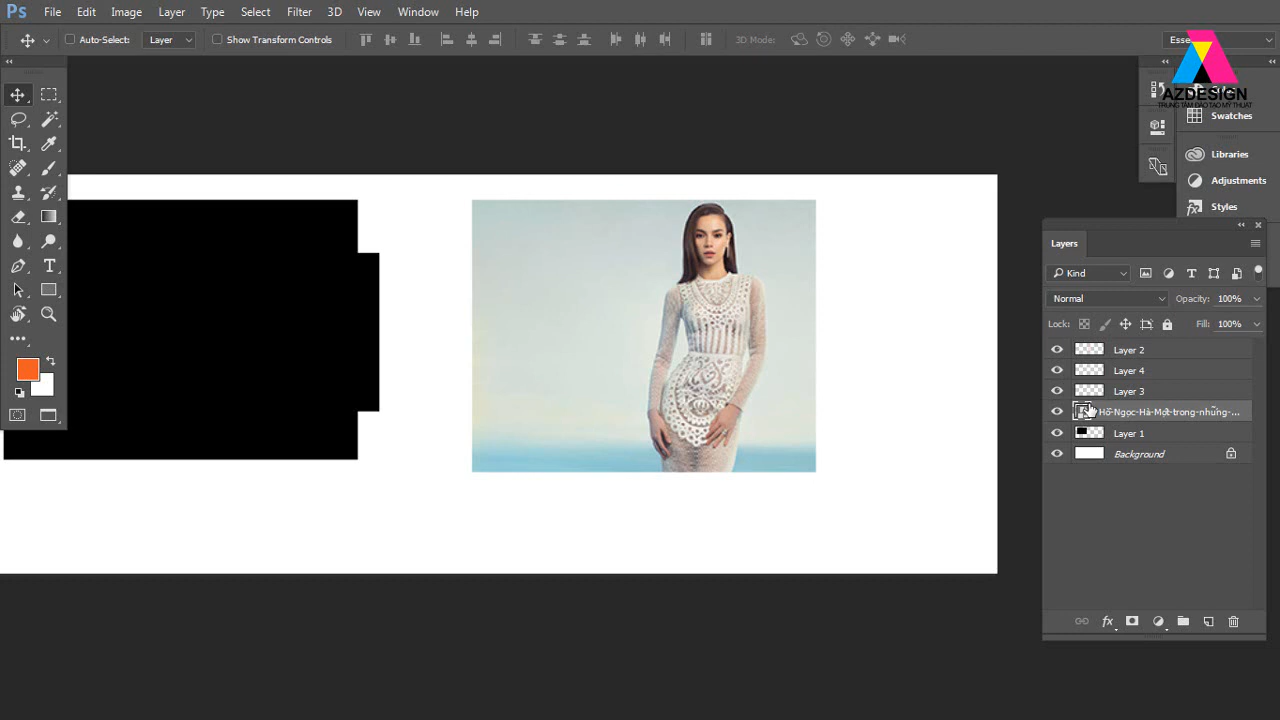 Ps File Edit Image Layer Type Select Filter 3D View Window Help
Auto-Select: Layer Show Transform Controls 3D Mode:
AZDESIGN
TRUNG TÂM ĐÀO TẠO MỸ THUẬT
Swatches
Libraries
Adjustments
Styles
Layers
Kind
Normal Opacity: 100%
Lock: Fill: 100%
Layer 2
Layer 4
Layer 3
Hồ-Ngọc-Hà-Một-trong-những-...
Layer 1
Background